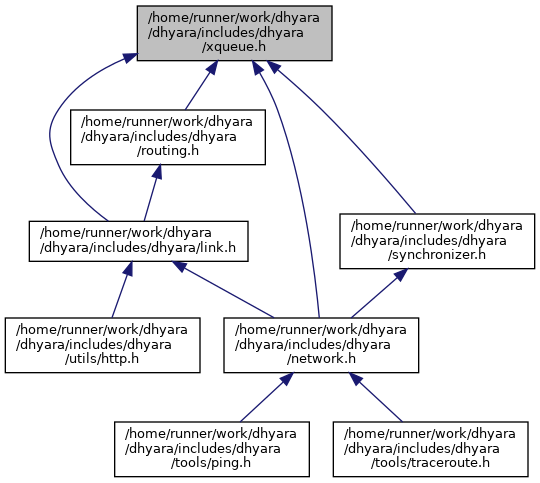 /home/runner/work/dhyara
/dhyara/includes/dhyara
/xqueue.h
/home/runner/work/dhyara
/dhyara/includes/dhyara
/routing.h
/home/runner/work/dhyara
/dhyara/includes/dhyara/link.h
/home/runner/work/dhyara
/dhyara/includes/dhyara
/synchronizer.h
/home/runner/work/dhyara
/dhyara/includes/dhyara
/utils/http.h
/home/runner/work/dhyara
/dhyara/includes/dhyara
/network.h
/home/runner/work/dhyara
/dhyara/includes/dhyara
/tools/ping.h
/home/runner/work/dhyara
/dhyara/includes/dhyara
/tools/traceroute.h